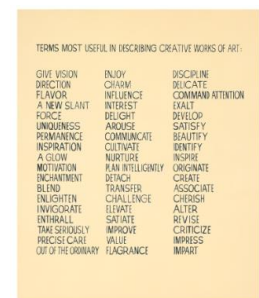 TERMS MOST USEFUL IN DESCRIBING CREATIVE WORKS OF ART:
GIVE VISION ENJOY DISCIPLINE
DIRECTION CHARM DELICATE
FLAVOR INFLUENCE COMMAND ATTENTION
A NEW SLANT INTEREST EXALT
FORCE DELIGHT DEVELOP
UNIQUENESS AROUSE SATISFY
PERMANENCE COMMUNICATE BEAUTIFY
INSPIRATION CULTIVATE IDENTIFY
A GLOW NURTURE INSPIRE
MOTIVATION PLAN INTELLIGENTLY ORIGINATE
ENCHANTMENT DETACH CREATE
BLEND TRANSFER ASSOCIATE
ENLIGHTEN CHALLENGE CHERISH
INVIGORATE ELEVATE ALTER
ENTHRALL SATIATE REVISE
TAKE SERIOUSLY IMPROVE CRITICIZE
PRECISE CARE VALUE IMPRESS
OUT OF THE ORDINARY FLAGRANCE IMPART